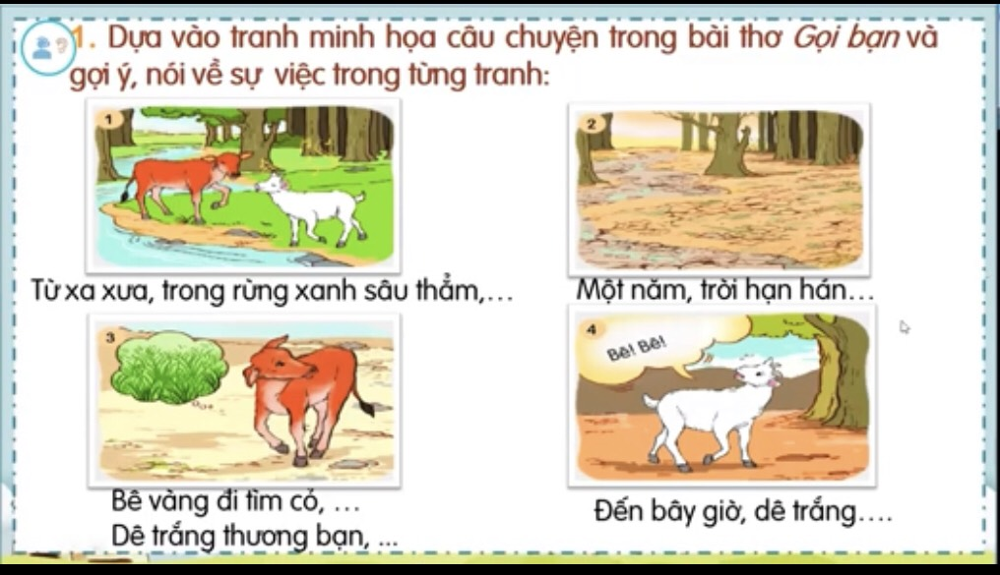 1. Dựa vào tranh minh họa câu chuyện trong bài thơ Gọi bạn và
gợi ý, nói về sự việc trong từng tranh:
1
2
Từ xa xưa, trong rừng xanh sâu thẳm,...
Một năm, trời hạn hán...
3
4
Bê! Bê!
Bê vàng đi tìm cỏ, ...
Dê trắng thương bạn, ...
Đến bây giờ, dê trắng....